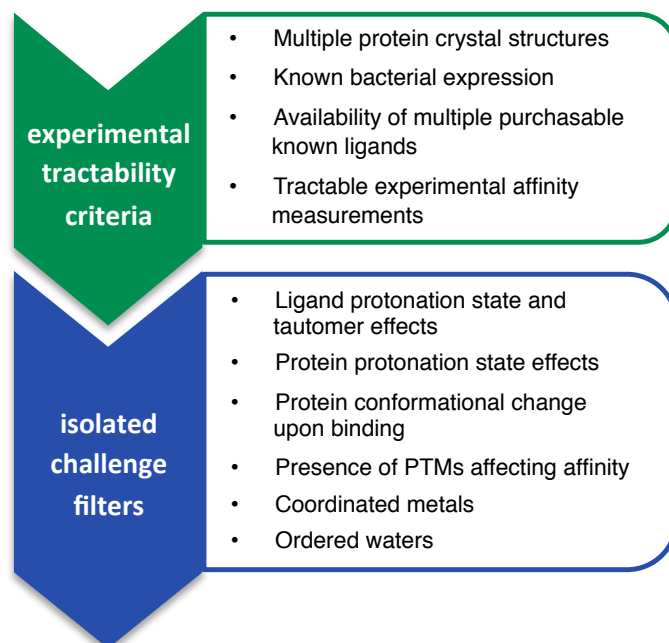 experimental
tractability
criteria
• Multiple protein crystal structures
• Known bacterial expression
• Availability of multiple purchasable
known ligands
• Tractable experimental affinity
measurements
isolated
challenge
filters
• Ligand protonation state and
tautomer effects
• Protein protonation state effects
• Protein conformational change
upon binding
• Presence of PTMs affecting affinity
• Coordinated metals
• Ordered waters